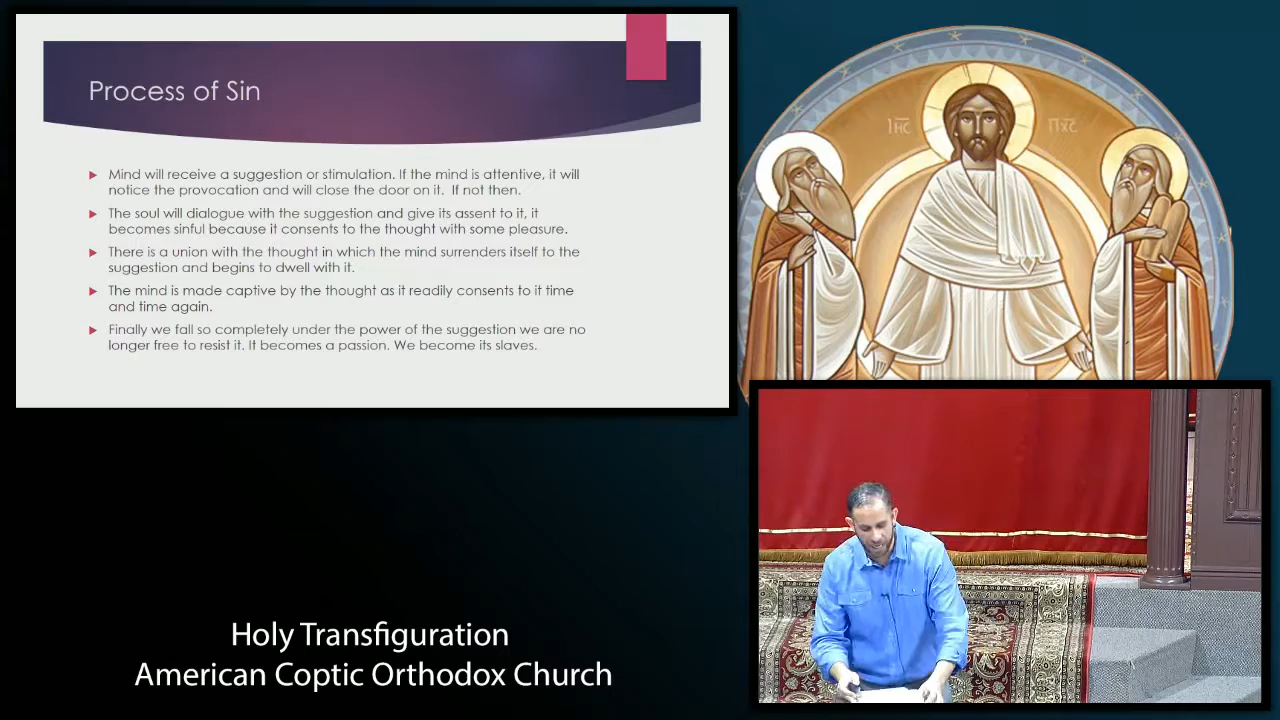 Process of Sin
Mind will receive a suggestion or stimulation. If the mind is attentive, it will
notice the provocation and will close the door on it.  If not then.
The soul will dialogue with the suggestion and give its assent to it, it
becomes sinful because it consents to the thought with some pleasure.
There is a union with the thought in which the mind surrenders itself to the
suggestion and begins to dwell with it.
The mind is made captive by the thought as it readily consents to it time
and time again.
Finally we fall so completely under the power of the suggestion we are no
longer free to resist it. It becomes a passion. We become its slaves.
Holy Transfiguration
American Coptic Orthodox Church